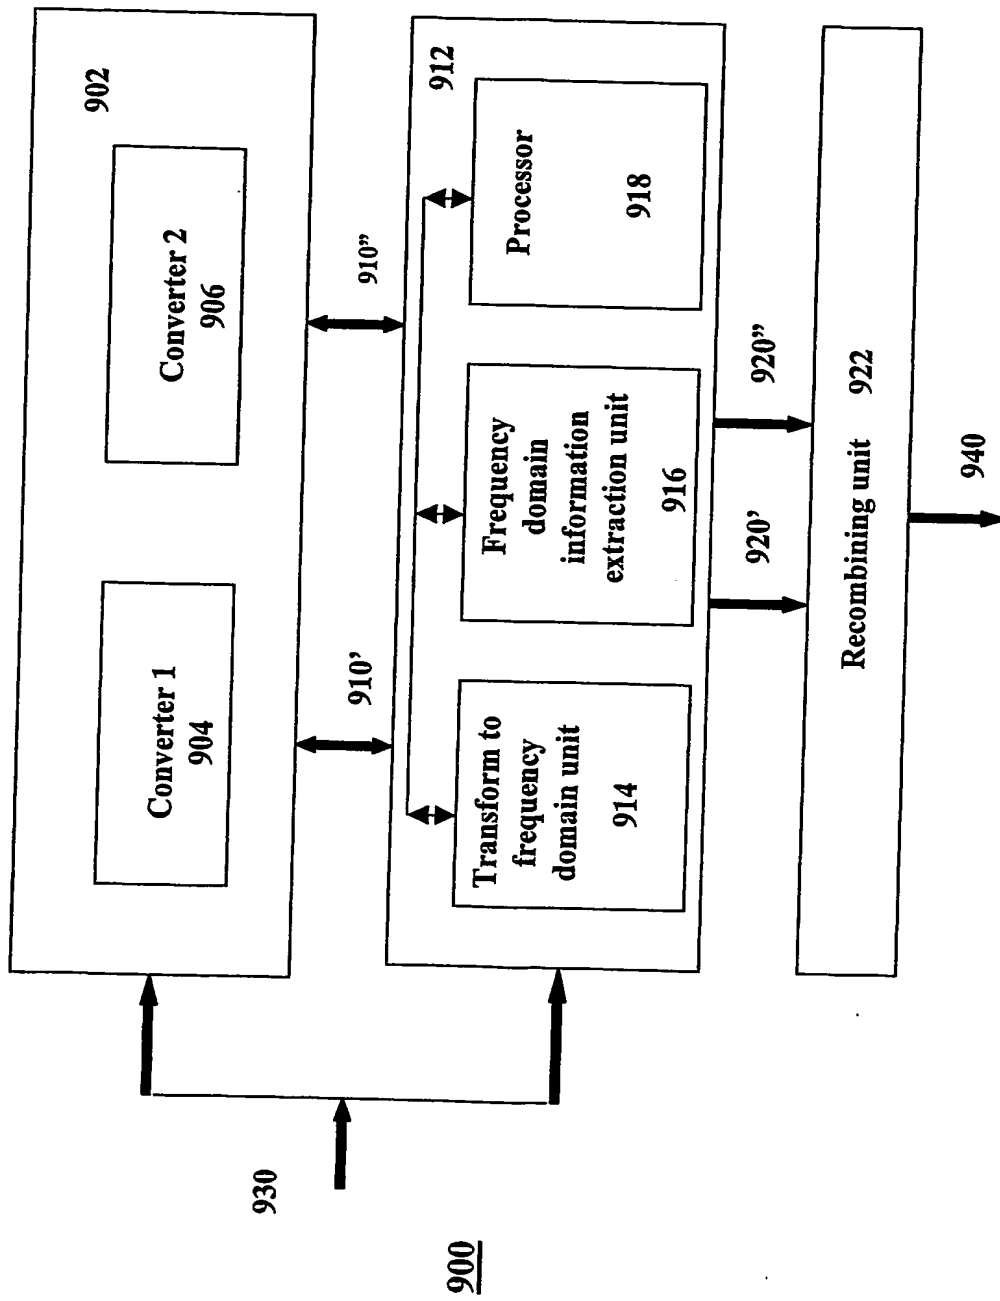 902
Converter 1
904
Converter 2
906
910’
910”
912
Transform to
frequency
domain unit
914
Frequency
domain
information
extraction unit
916
Processor
918
920’
920”
Recombining unit 922
930
940
900